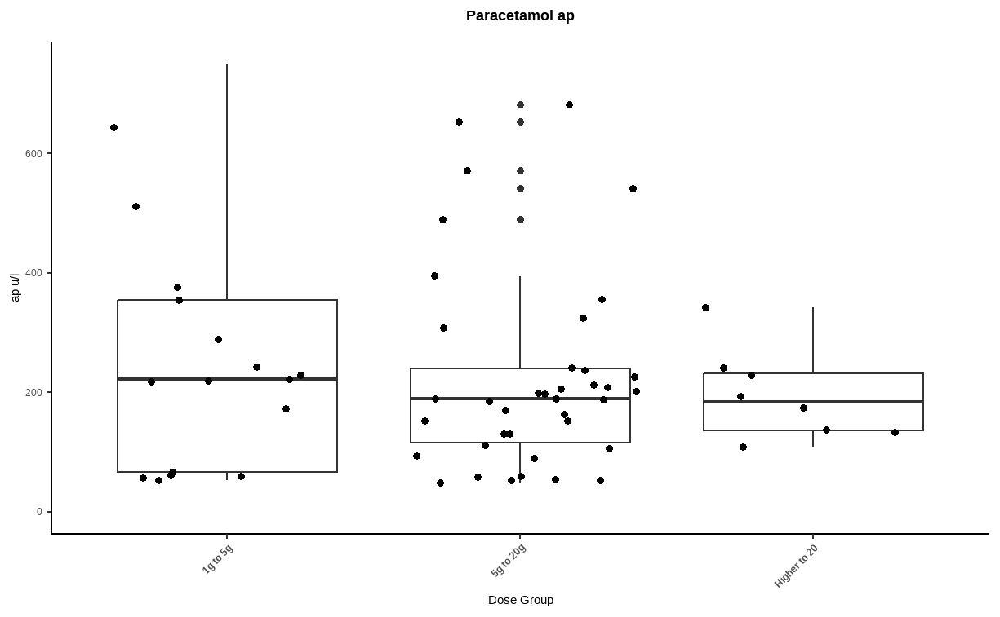 Paracetamol ap
ap u/l
600
400
200
0
1g to 5g
5g to 20g
Higher to 20
Dose Group